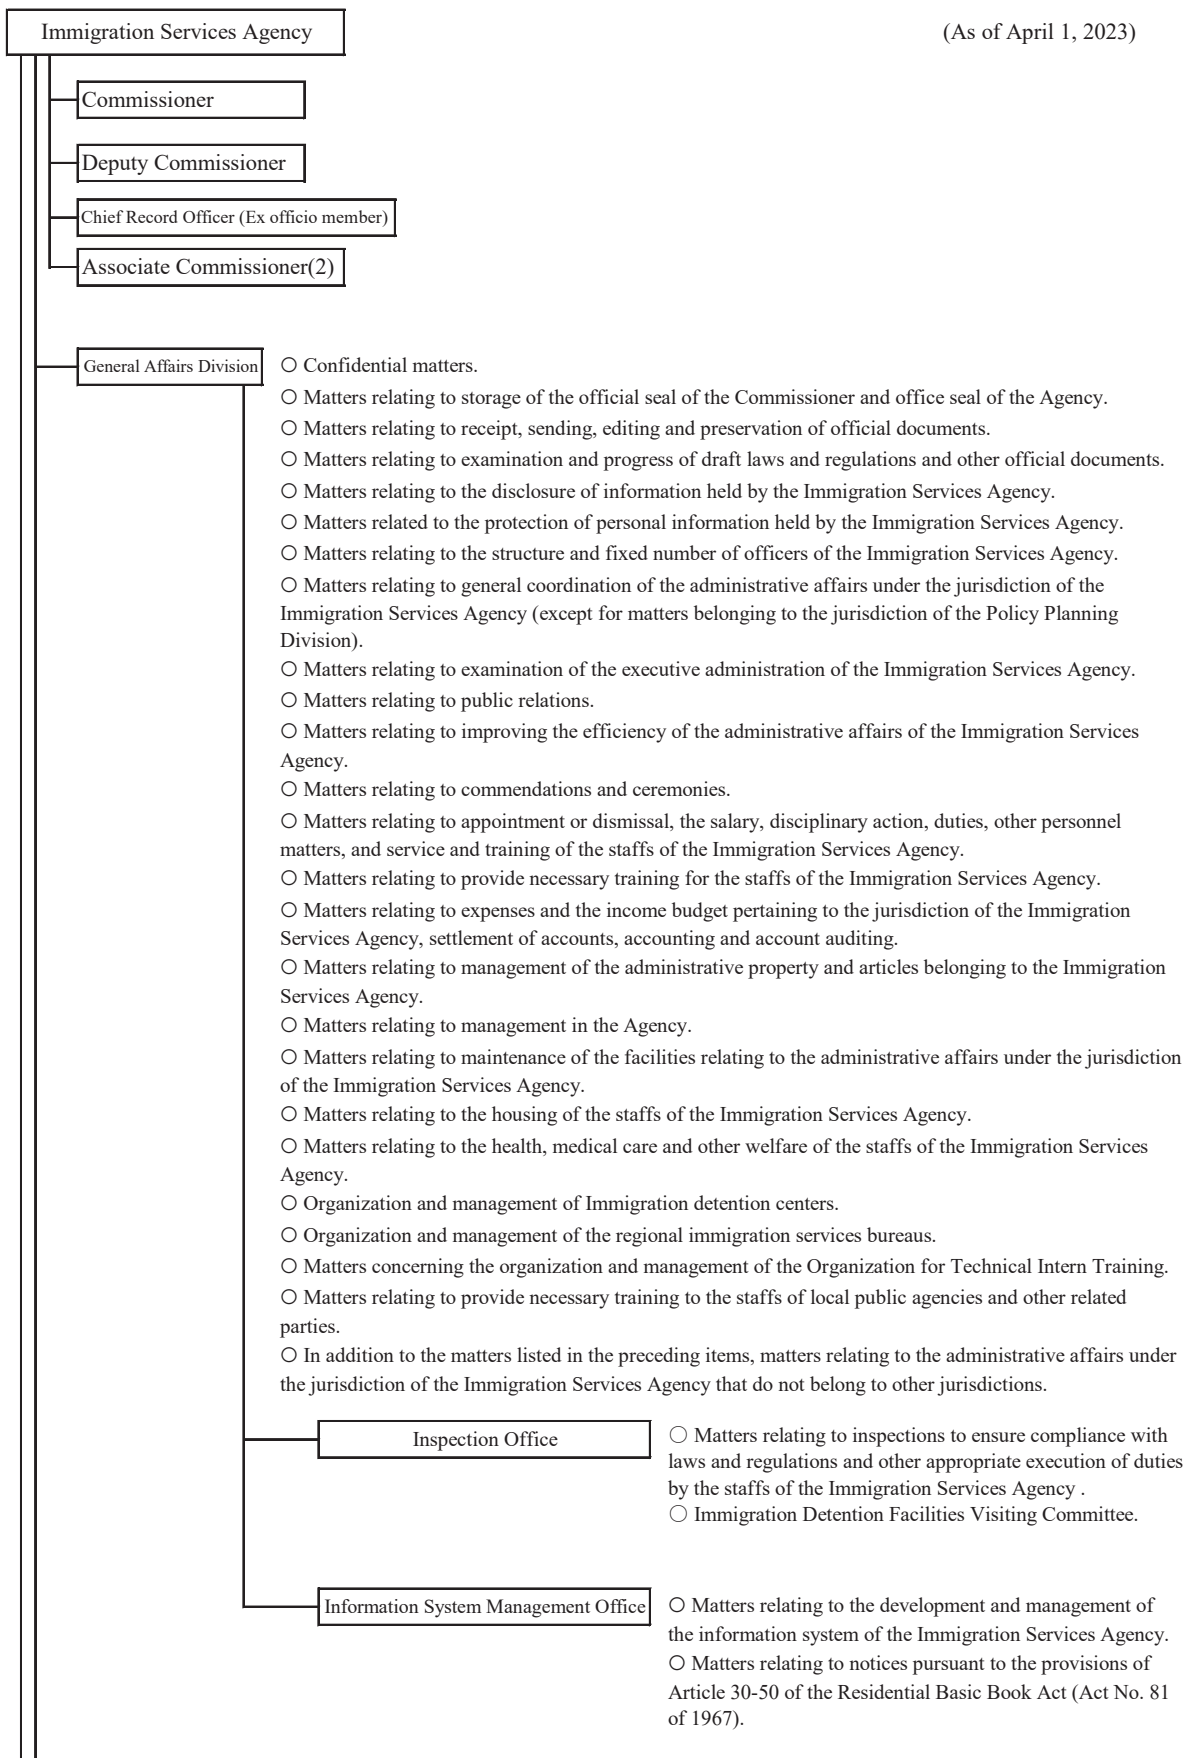 Immigration Services Agency
(As of April 1, 2023)
Commissioner
Deputy Commissioner
Chief Record Officer (Ex officio member)
Associate Commissioner(2)
General Affairs Division
○ Confidential matters.
○ Matters relating to storage of the official seal of the Commissioner and office seal of the Agency.
○ Matters relating to receipt, sending, editing and preservation of official documents.
○ Matters relating to examination and progress of draft laws and regulations and other official documents.
○ Matters relating to the disclosure of information held by the Immigration Services Agency.
○ Matters related to the protection of personal information held by the Immigration Services Agency.
○ Matters relating to the structure and fixed number of officers of the Immigration Services Agency.
○ Matters relating to general coordination of the administrative affairs under the jurisdiction of the
Immigration Services Agency (except for matters belonging to the jurisdiction of the Policy Planning
Division).
○ Matters relating to examination of the executive administration of the Immigration Services Agency.
○ Matters relating to public relations.
○ Matters relating to improving the efficiency of the administrative affairs of the Immigration Services
Agency.
○ Matters relating to commendations and ceremonies.
○ Matters relating to appointment or dismissal, the salary, disciplinary action, duties, other personnel
matters, and service and training of the staffs of the Immigration Services Agency.
○ Matters relating to provide necessary training for the staffs of the Immigration Services Agency.
○ Matters relating to expenses and the income budget pertaining to the jurisdiction of the Immigration
Services Agency, settlement of accounts, accounting and account auditing.
○ Matters relating to management of the administrative property and articles belonging to the Immigration
Services Agency.
○ Matters relating to management in the Agency.
○ Matters relating to maintenance of the facilities relating to the administrative affairs under the jurisdiction
of the Immigration Services Agency.
○ Matters relating to the housing of the staffs of the Immigration Services Agency.
○ Matters relating to the health, medical care and other welfare of the staffs of the Immigration Services
Agency.
○ Organization and management of Immigration detention centers.
○ Organization and management of the regional immigration services bureaus.
○ Matters concerning the organization and management of the Organization for Technical Intern Training.
○ Matters relating to provide necessary training to the staffs of local public agencies and other related
parties.
○ In addition to the matters listed in the preceding items, matters relating to the administrative affairs under
the jurisdiction of the Immigration Services Agency that do not belong to other jurisdictions.
Inspection Office
○ Matters relating to inspections to ensure compliance with
laws and regulations and other appropriate execution of duties
by the staffs of the Immigration Services Agency .
○ Immigration Detention Facilities Visiting Committee.
Information System Management Office
○ Matters relating to the development and management of
the information system of the Immigration Services Agency.
○ Matters relating to notices pursuant to the provisions of
Article 30-50 of the Residential Basic Book Act (Act No. 81
of 1967).